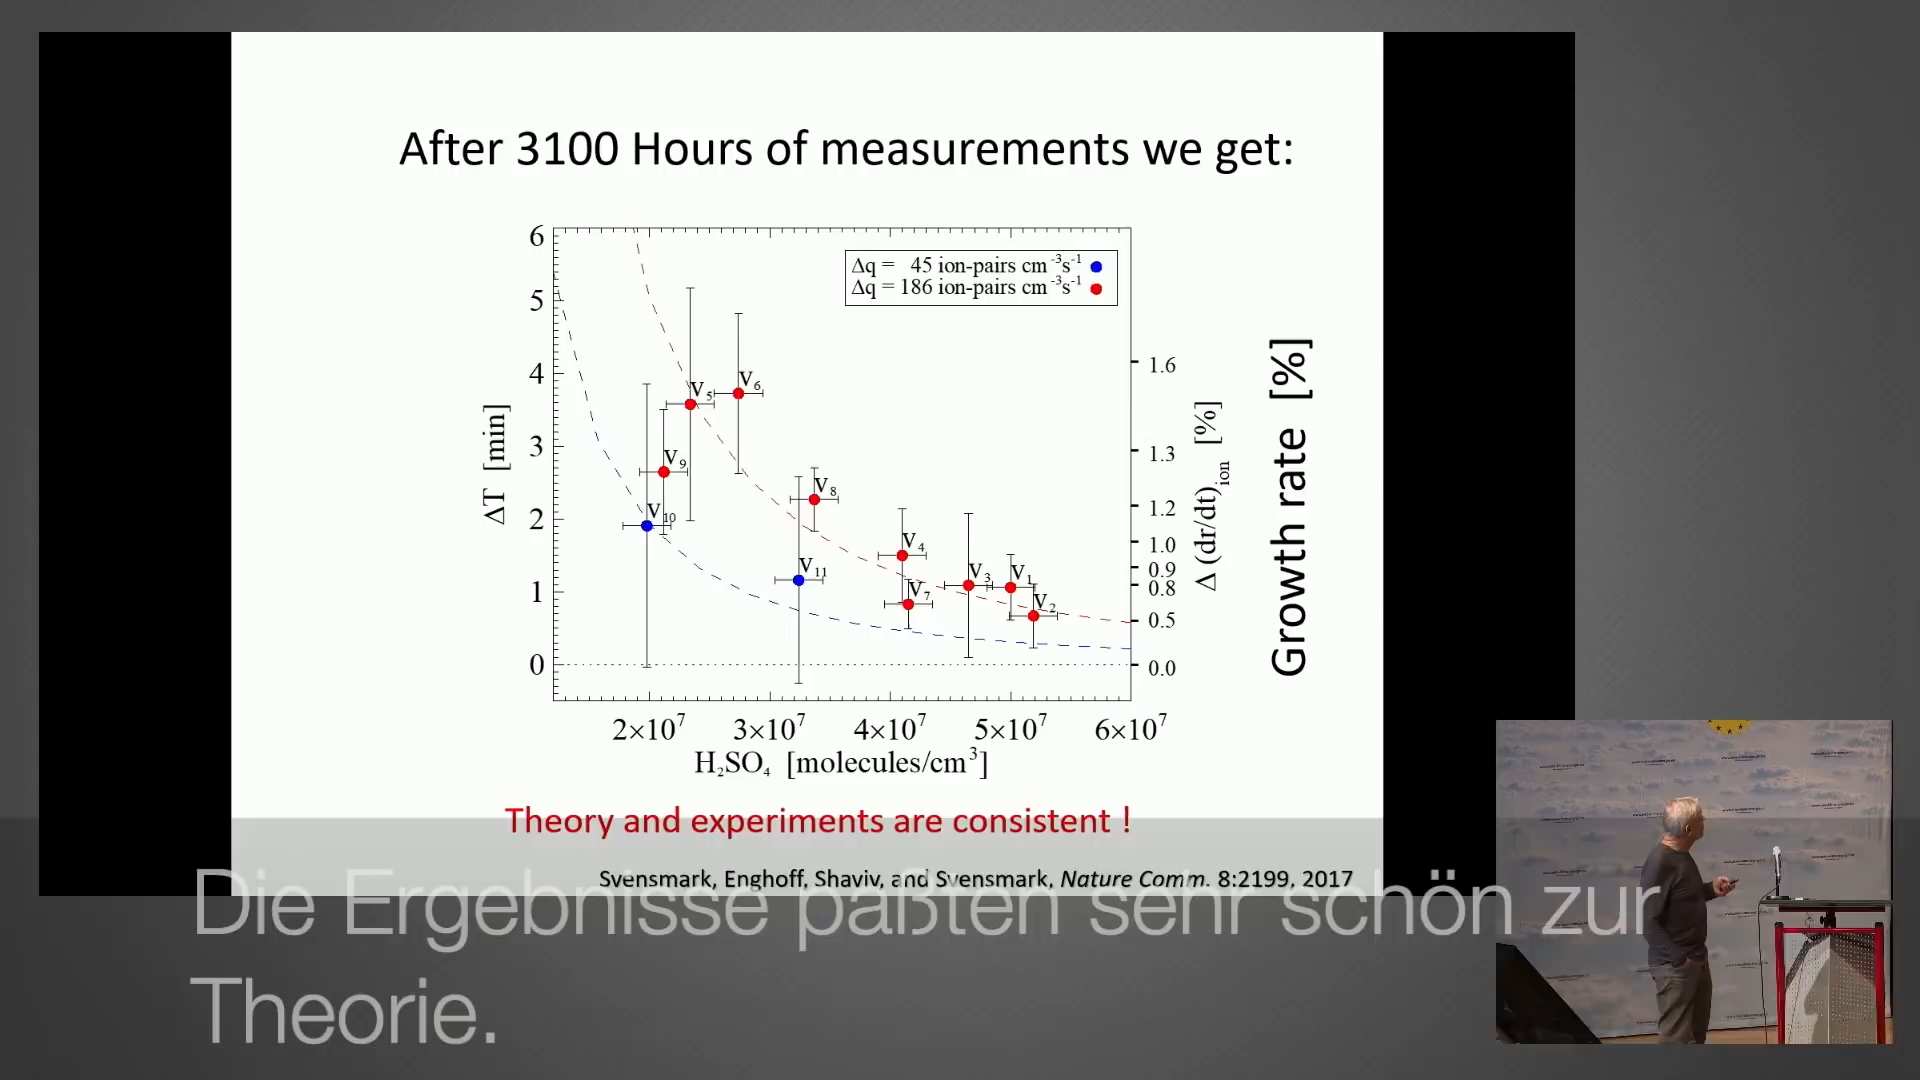 After 3100 Hours of measurements we get:
6
5
4
3
2
1
0
ΔT [min]
Δq = 45 ion-pairs cm⁻³s⁻¹
Δq = 186 ion-pairs cm⁻³s⁻¹
V₅
V₆
V₉
V₈
V₁₀
V₄
V₁₁
V₃
V₁
V₇
V₂
1.6
1.3
1.2
1.0
0.9
0.8
0.5
0.0
Δ (dr/dt)ion [%]
Growth rate [%]
2×10⁷ 3×10⁷ 4×10⁷ 5×10⁷ 6×10⁷
H₂SO₄ [molecules/cm³]
Theory and experiments are consistent !
Svensmark, Enghoff, Shaviv, and Svensmark, Nature Comm. 8:2199, 2017
Die Ergebnisse paßten sehr schön zur
Theorie.